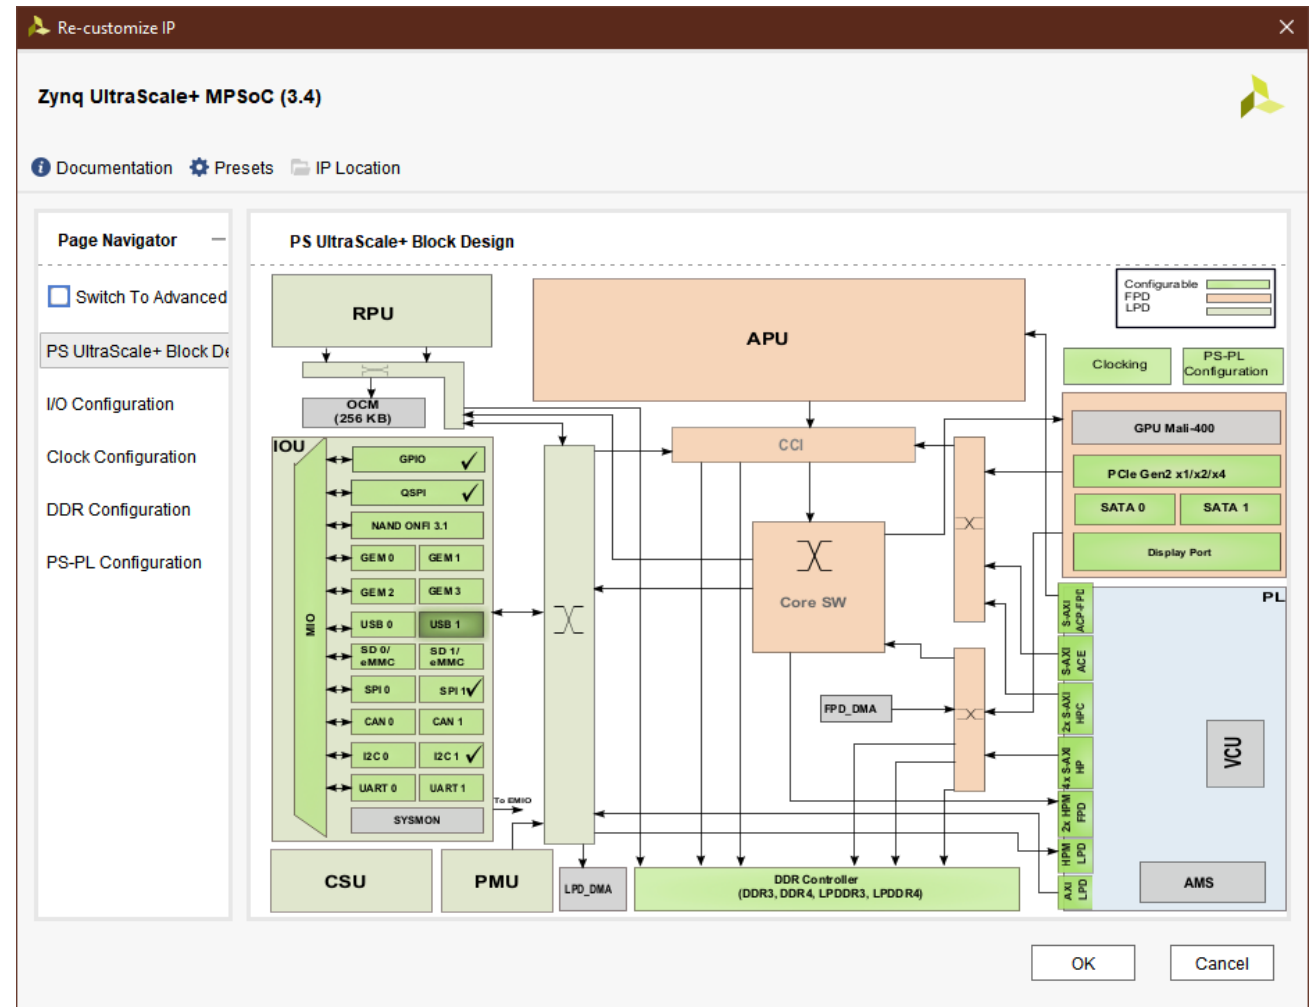 Re-customize IP
Zynq UltraScale+ MPSoC (3.4)
Documentation Presets IP Location
Page Navigator
Switch To Advanced
PS UltraScale+ Block De
I/O Configuration
Clock Configuration
DDR Configuration
PS-PL Configuration
PS UltraScale+ Block Design
Configurable
FPD
LPD
RPU
APU
Clocking
PS-PL
Configuration
OCM
(256 KB)
CCI
GPU Mali-400
PCIe Gen2 x1/x2/x4
SATA 0 SATA 1
Display Port
IOU
MIO
GPIO
QSPI
NAND ONFI 3.1
GEM 0 GEM 1
GEM 2 GEM 3
USB 0 USB 1
SD 0/
eMMC
SD 1/
eMMC
SPI 0 SPI 1
CAN 0 CAN 1
I2C 0 I2C 1
UART 0 UART 1
SYSMON
To EMIO
Core SW
FPD_DMA
PL
S-AXI
ACP-FPD
S-AXI
ACE
2x S-AXI
HPC
4x S-AXI
HP
2x HPM
FPD
HPM
LPD
AXI
LPD
VCU
AMS
CSU
PMU
LPD_DMA
DDR Controller
(DDR3, DDR4, LPDDR3, LPDDR4)
OK
Cancel